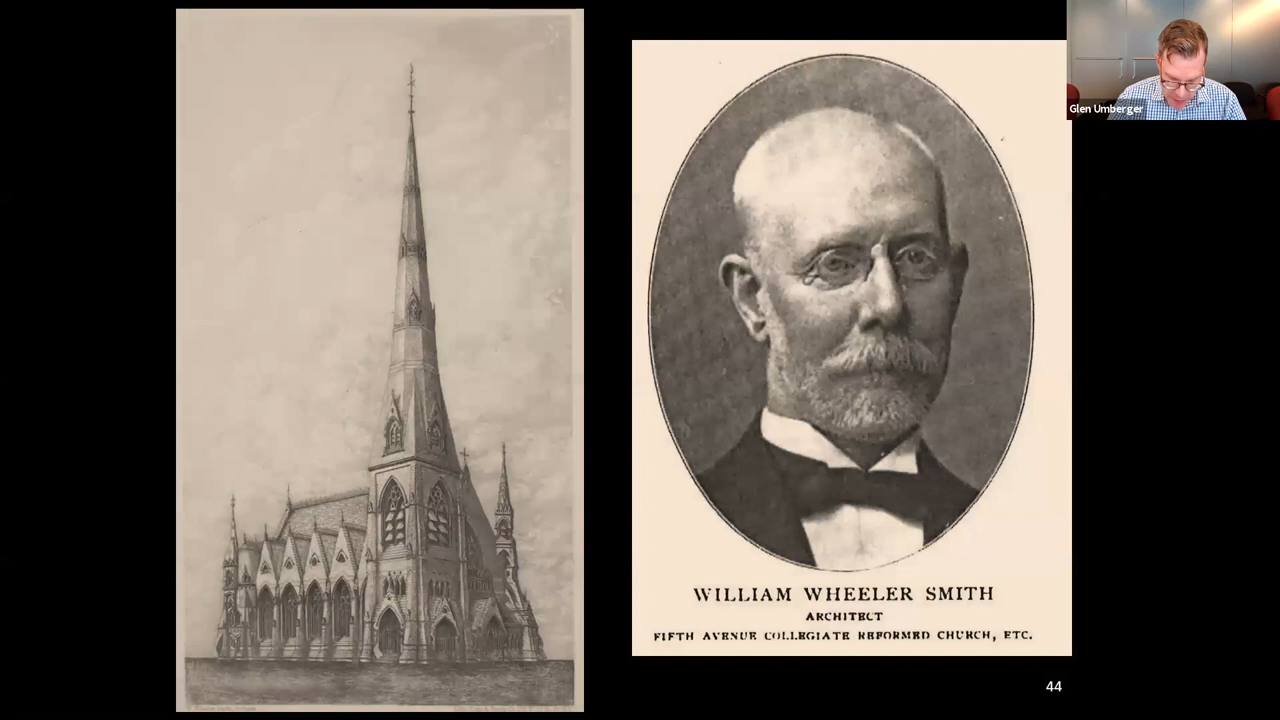 Glen Umberger
WILLIAM WHEELER SMITH
ARCHITECT
FIFTH AVENUE COLLEGIATE REFORMED CHURCH, ETC.
44